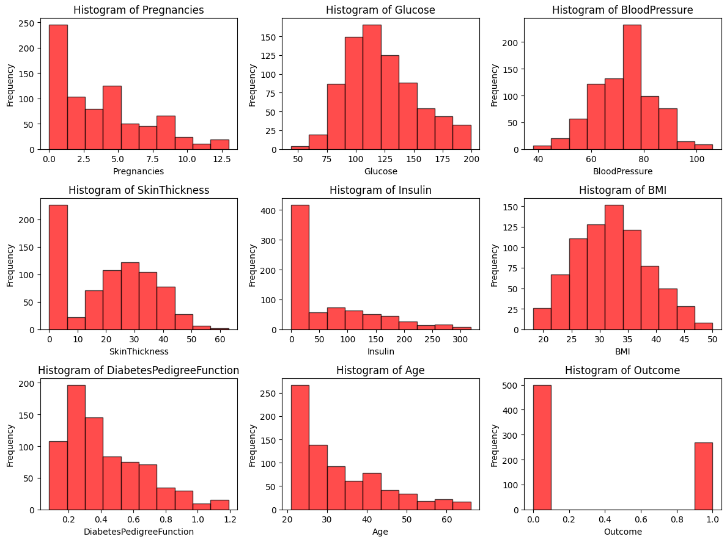 Histogram of Pregnancies
Histogram of Glucose
Histogram of BloodPressure
Frequency
250
200
150
100
50
0
0.0 2.5 5.0 7.5 10.0 12.5
Pregnancies
Frequency
150
125
100
75
50
25
0
50 75 100 125 150 175 200
Glucose
Frequency
200
150
100
50
0
40 60 80 100
BloodPressure
Histogram of SkinThickness
Histogram of Insulin
Histogram of BMI
Frequency
200
150
100
50
0
0 10 20 30 40 50 60
SkinThickness
Frequency
400
300
200
100
0
0 50 100 150 200 250 300
Insulin
Frequency
150
125
100
75
50
25
0
20 25 30 35 40 45 50
BMI
Histogram of DiabetesPedigreeFunction
Histogram of Age
Histogram of Outcome
Frequency
200
150
100
50
0
0.2 0.4 0.6 0.8 1.0 1.2
DiabetesPedigreeFunction
Frequency
250
200
150
100
50
0
20 30 40 50 60
Age
Frequency
500
400
300
200
100
0
0.0 0.2 0.4 0.6 0.8 1.0
Outcome